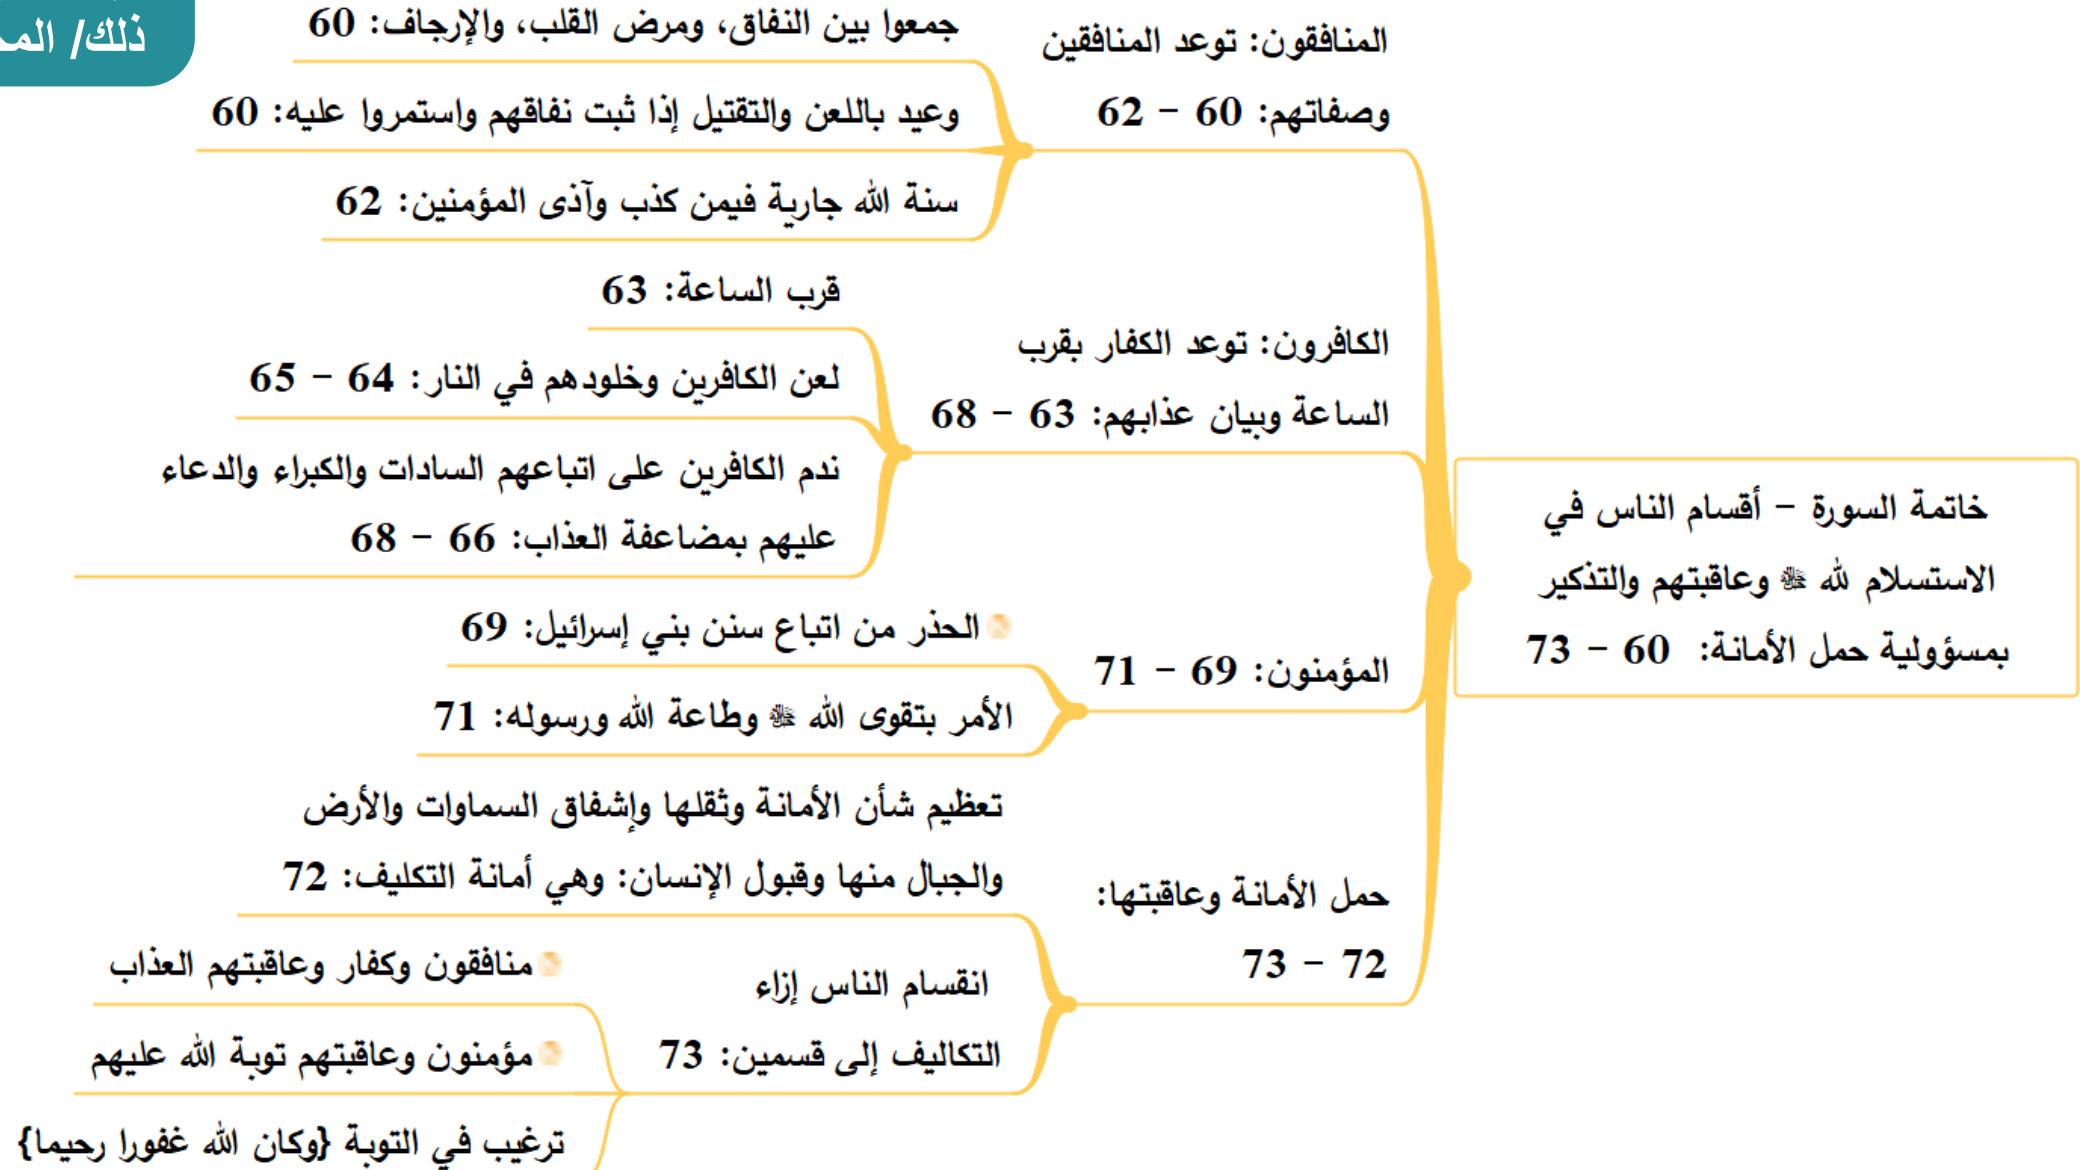 ذلك/
خاتمة السورة – أقسام الناس في
الاستسلام لله ﷻ وعاقبتهم والتذكير
بمسؤولية حمل الأمانة: 60 – 73
المنافقون: توعد المنافقين
وصفاتهم: 60 – 62
جمعوا بين النفاق، ومرض القلب، والإرجاف: 60
وعيد باللعن والتقتيل إذا ثبت نفاقهم واستمروا عليه: 60
سنة الله جارية فيمن كذب وآذى المؤمنين: 62
الكافرون: توعد الكفار بقرب
الساعة وبيان عذابهم: 63 – 68
قرب الساعة: 63
لعن الكافرين وخلودهم في النار: 64 – 65
ندم الكافرين على اتباعهم السادات والكبراء والدعاء
عليهم بمضاعفة العذاب: 66 – 68
المؤمنون: 69 – 71
الحذر من اتباع سنن بني إسرائيل: 69
الأمر بتقوى الله ﷻ وطاعة الله ورسوله: 71
حمل الأمانة وعاقبتها:
72 – 73
تعظيم شأن الأمانة وثقلها وإشفاق السماوات والأرض
والجبال منها وقبول الإنسان: وهي أمانة التكليف: 72
انقسام الناس إزاء
التكاليف إلى قسمين: 73
منافقون وكفار وعاقبتهم العذاب
مؤمنون وعاقبتهم توبة الله عليهم
ترغيب في التوبة {وكان الله غفورا رحيما}